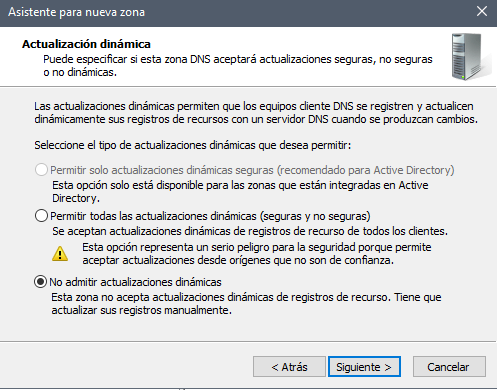 Asistente para nueva zona
Actualización dinámica
Puede especificar si esta zona DNS aceptará actualizaciones seguras, no seguras
o no dinámicas.
Las actualizaciones dinámicas permiten que los equipos cliente DNS se registren y actualicen
dinámicamente sus registros de recursos con un servidor DNS cuando se produzcan cambios.
Seleccione el tipo de actualizaciones dinámicas que desea permitir:
Permitir solo actualizaciones dinámicas seguras (recomendado para Active Directory)
Esta opción solo está disponible para las zonas que están integradas en Active
Directory.
Permitir todas las actualizaciones dinámicas (seguras y no seguras)
Se aceptan actualizaciones dinámicas de registros de recurso de todos los clientes.
Esta opción representa un serio peligro para la seguridad porque permite
aceptar actualizaciones desde orígenes que no son de confianza.
No admitir actualizaciones dinámicas
Esta zona no acepta actualizaciones dinámicas de registros de recurso. Tiene que
actualizar sus registros manualmente.
< Atrás
Siguiente >
Cancelar